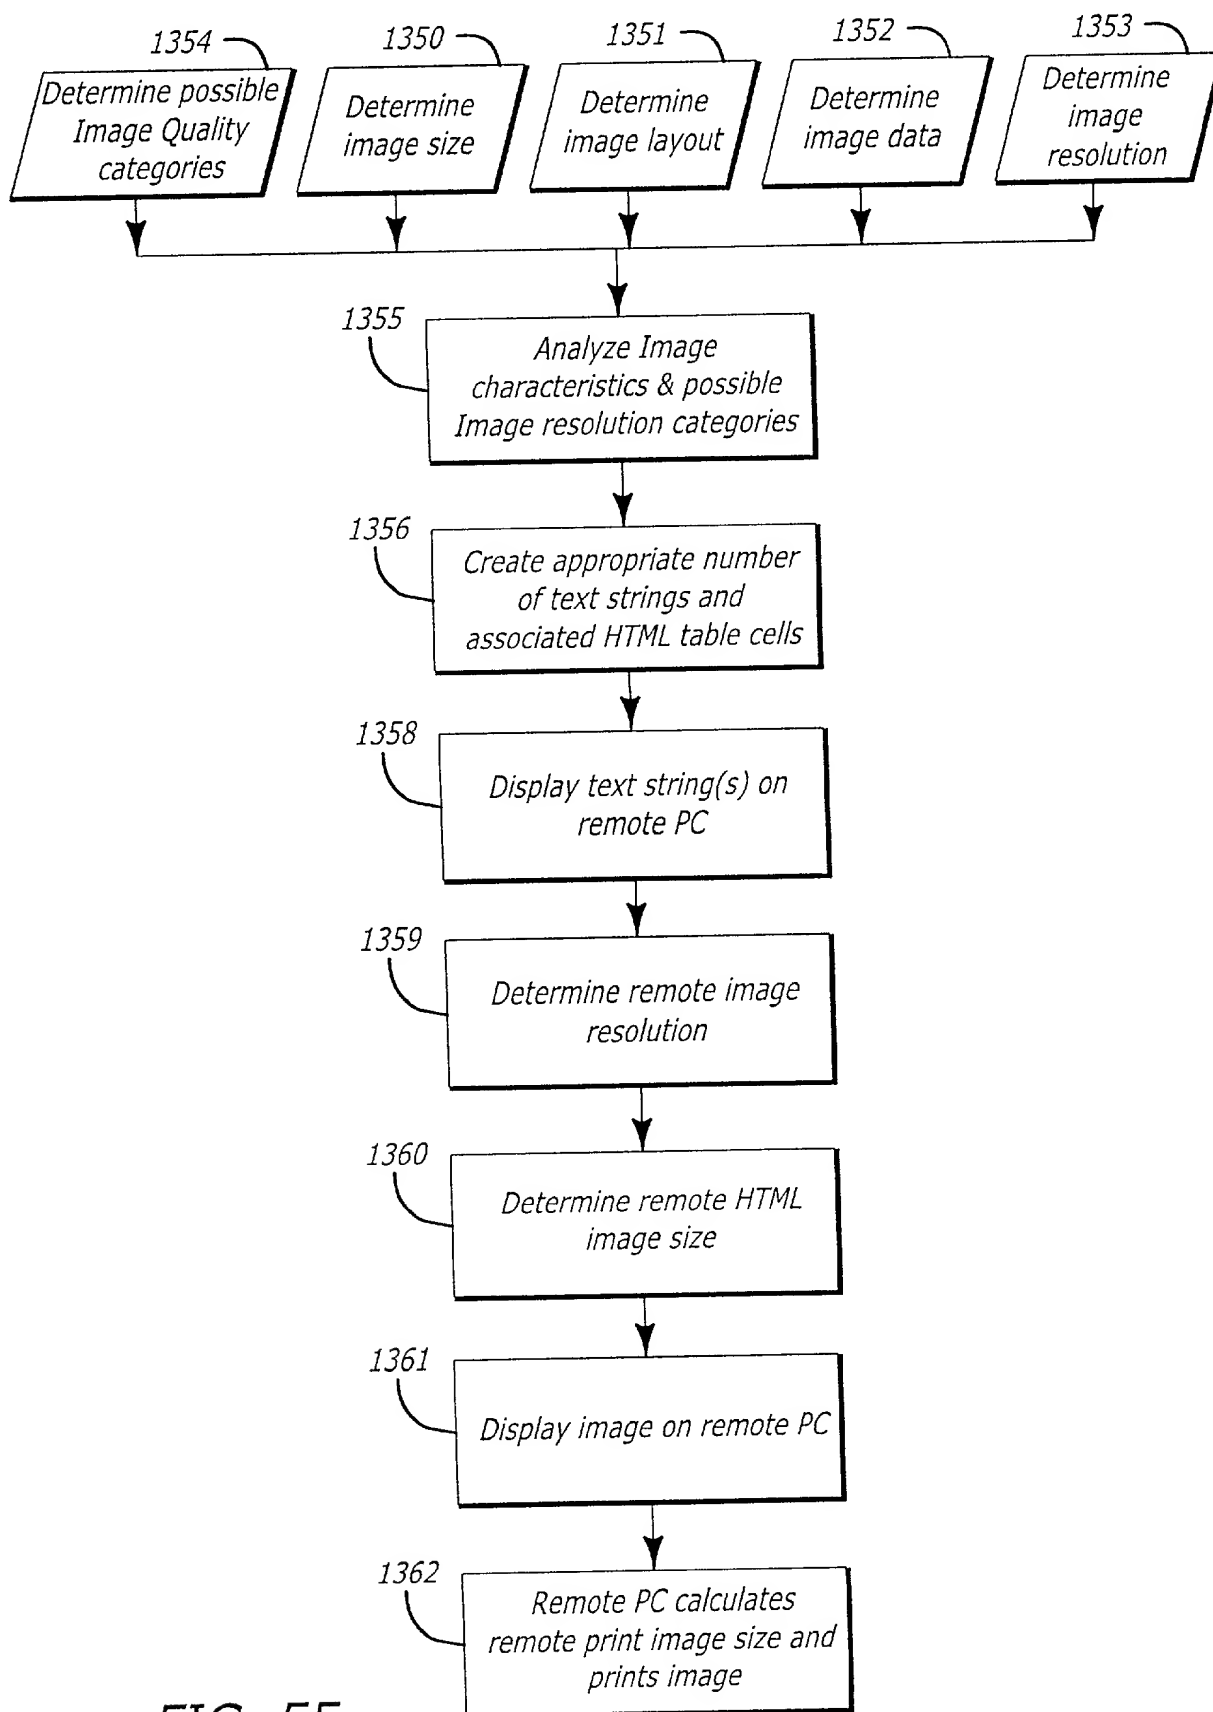 1354
1350
1351
1352
1353
Determine possible
Image Quality
categories
Determine
image size
Determine
image layout
Determine
image data
Determine
image
resolution
1355
Analyze Image
characteristics & possible
Image resolution categories
1356
Create appropriate number
of text strings and
associated HTML table cells
1358
Display text string(s) on
remote PC
1359
Determine remote image
resolution
1360
Determine remote HTML
image size
1361
Display image on remote PC
1362
Remote PC calculates
remote print image size and
prints image